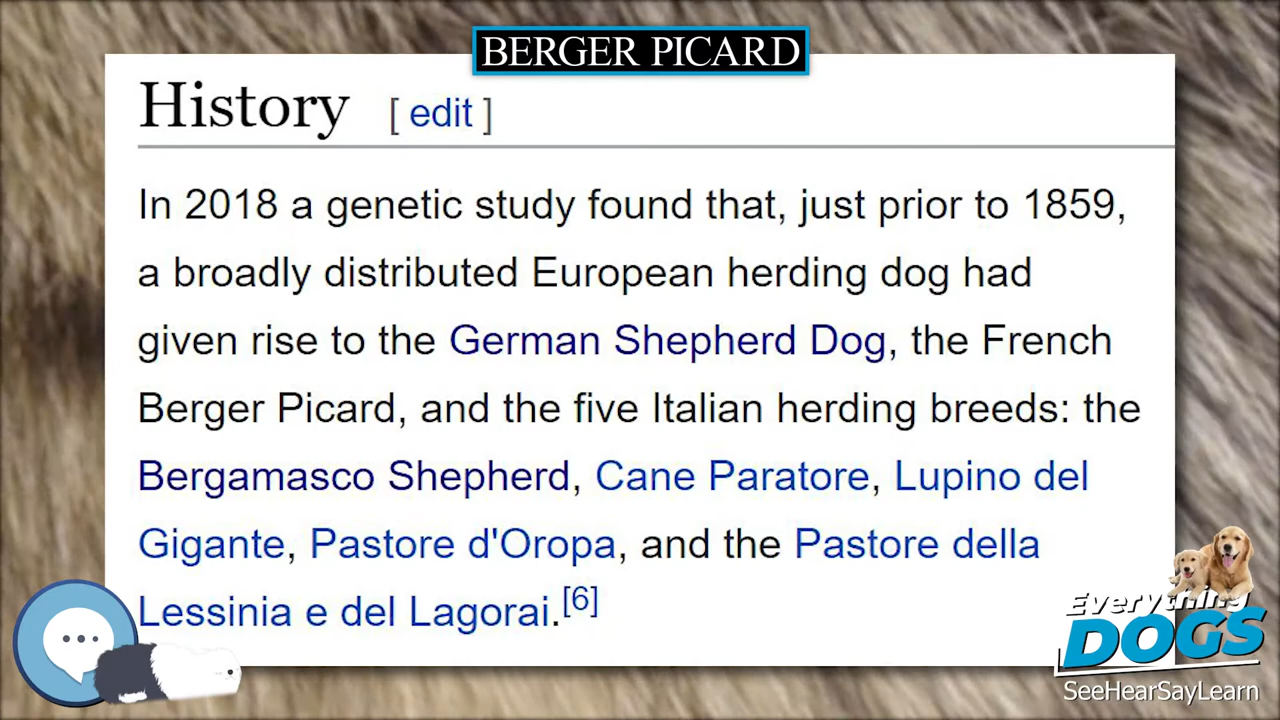 BERGER PICARD
History [ edit ]
In 2018 a genetic study found that, just prior to 1859,
a broadly distributed European herding dog had
given rise to the German Shepherd Dog, the French
Berger Picard, and the five Italian herding breeds: the
Bergamasco Shepherd, Cane Paratore, Lupino del
Gigante, Pastore d'Oropa, and the Pastore della
Lessinia e del Lagorai.[6]
Everything
DOGS
SeeHearSayLearn